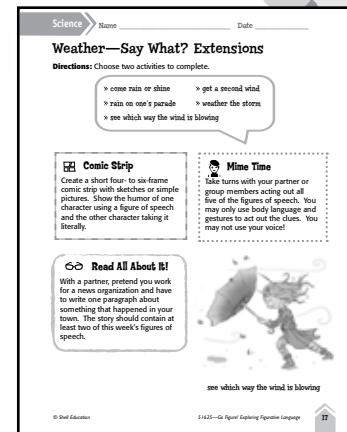 Science Name Date
Weather—Say What? Extensions
Directions: Choose two activities to complete.
» come rain or shine » get a second wind
» rain on one's parade » weather the storm
» see which way the wind is blowing
Comic Strip
Create a short four- to six-frame
comic strip with sketches or simple
pictures. Show the humor of one
character using a figure of speech
and the other character taking it
literally.
Mime Time
Take turns with your partner or
group members acting out all
five of the figures of speech. You
may only use body language and
gestures to act out the clues. You
may not use your voice!
Read All About It!
With a partner, pretend you work
for a news organization and have
to write one paragraph about
something that happened in your
town. The story should contain at
least two of this week's figures of
speech.
see which way the wind is blowing
© Shell Education 51625—Go Figure! Exploring Figurative Language 27